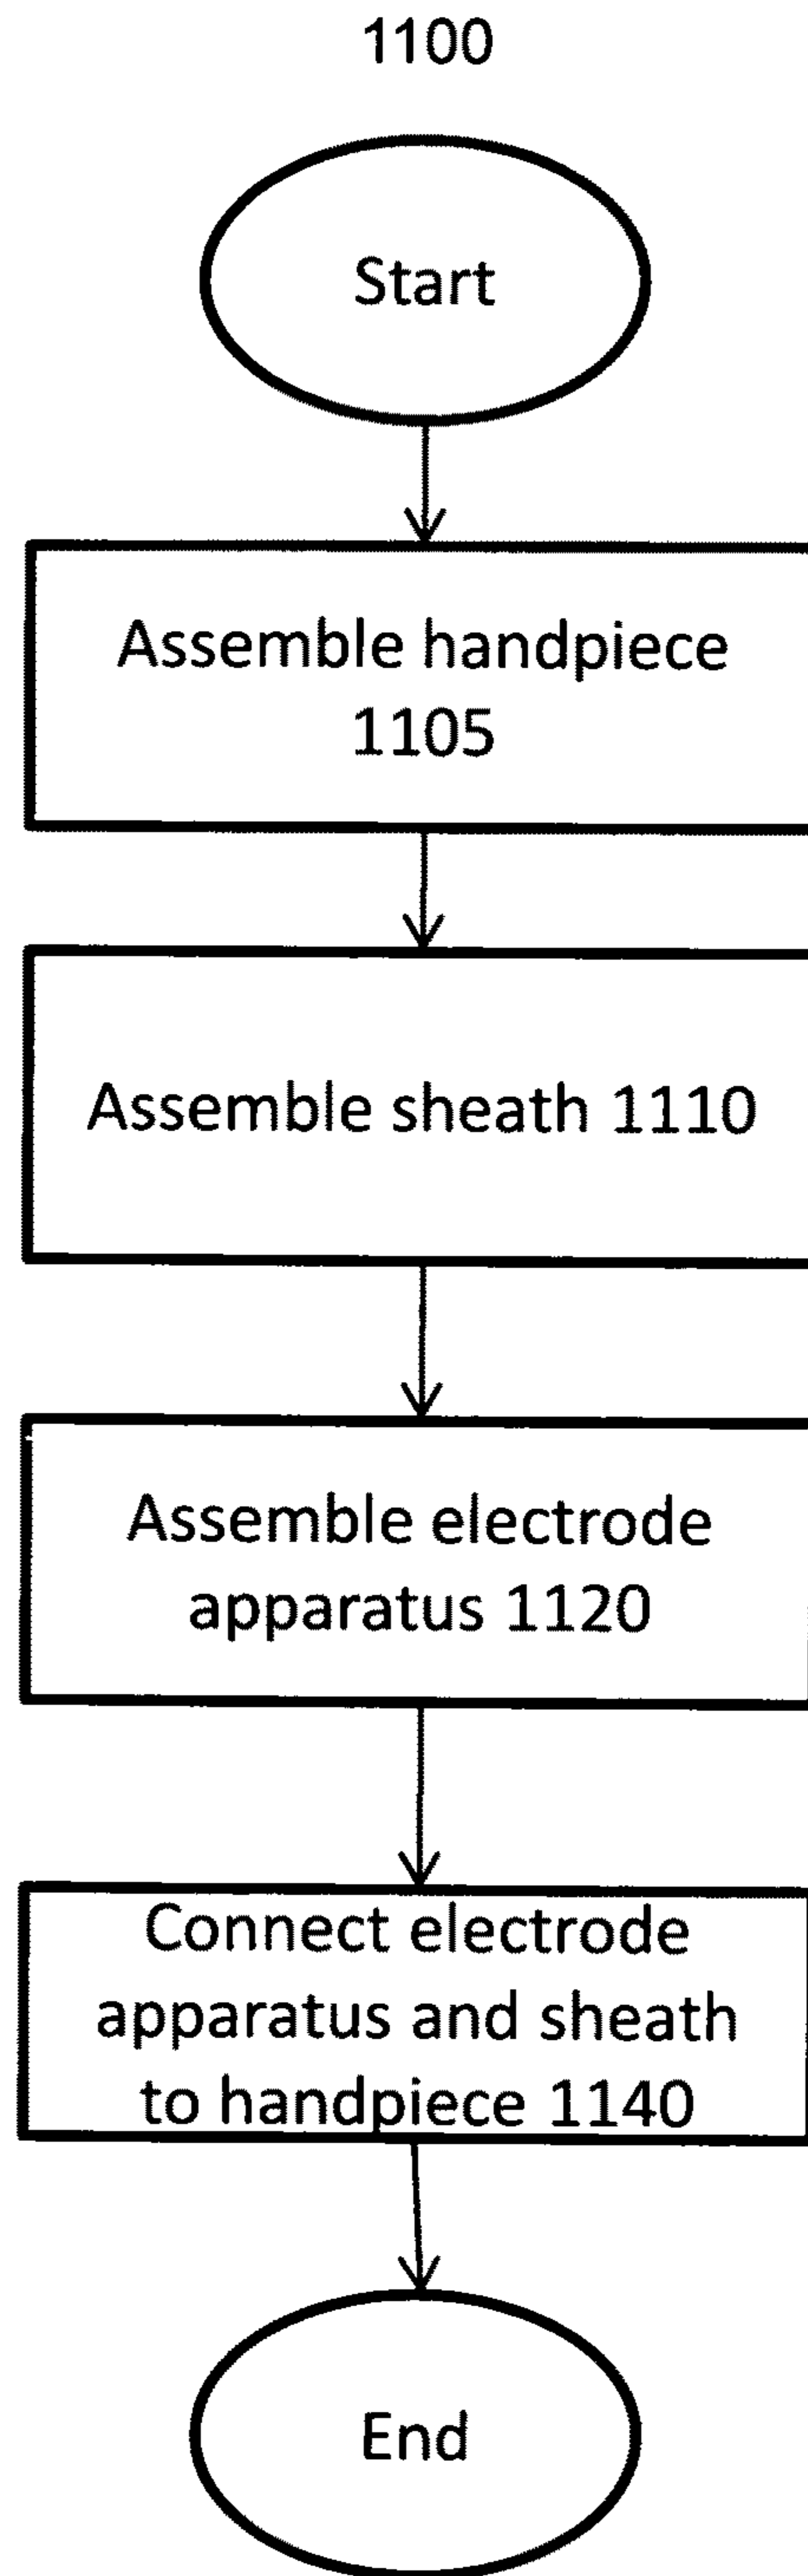 1100
Start
Assemble handpiece
1105
Assemble sheath 1110
Assemble electrode
apparatus 1120
Connect electrode
apparatus and sheath
to handpiece 1140
End